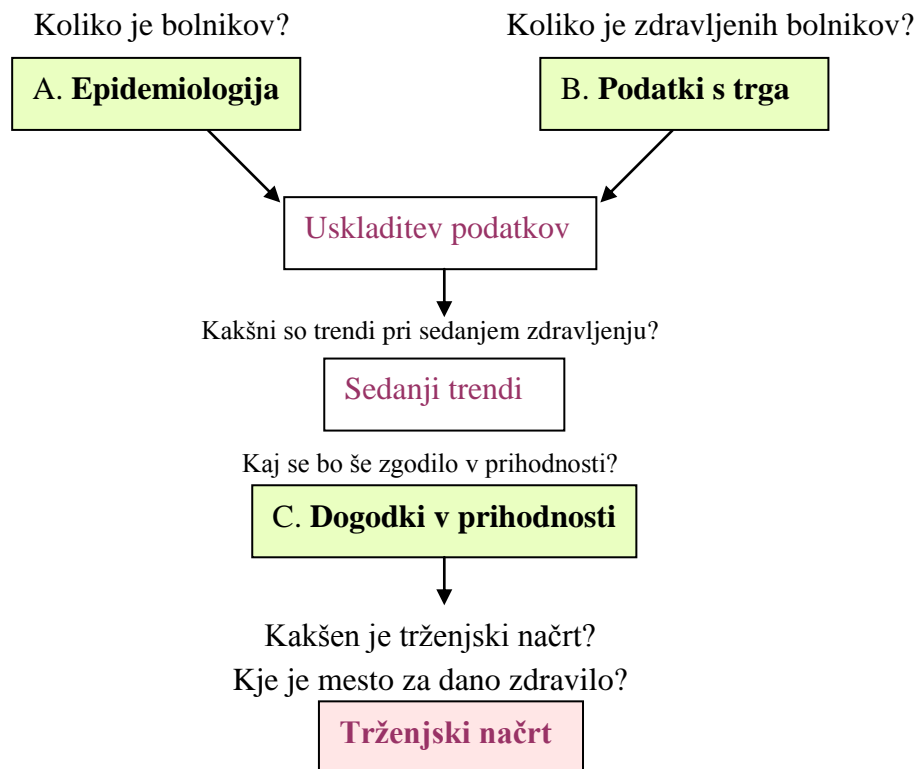 Koliko je bolnikov?
Koliko je zdravljenih bolnikov?
A. Epidemiologija
B. Podatki s trga
Uskladitev podatkov
Kakšni so trendi pri sedanjem zdravljenju?
Sedanji trendi
Kaj se bo še zgodilo v prihodnosti?
C. Dogodki v prihodnosti
Kakšen je trženjski načrt?
Kje je mesto za dano zdravilo?
Trženjski načrt